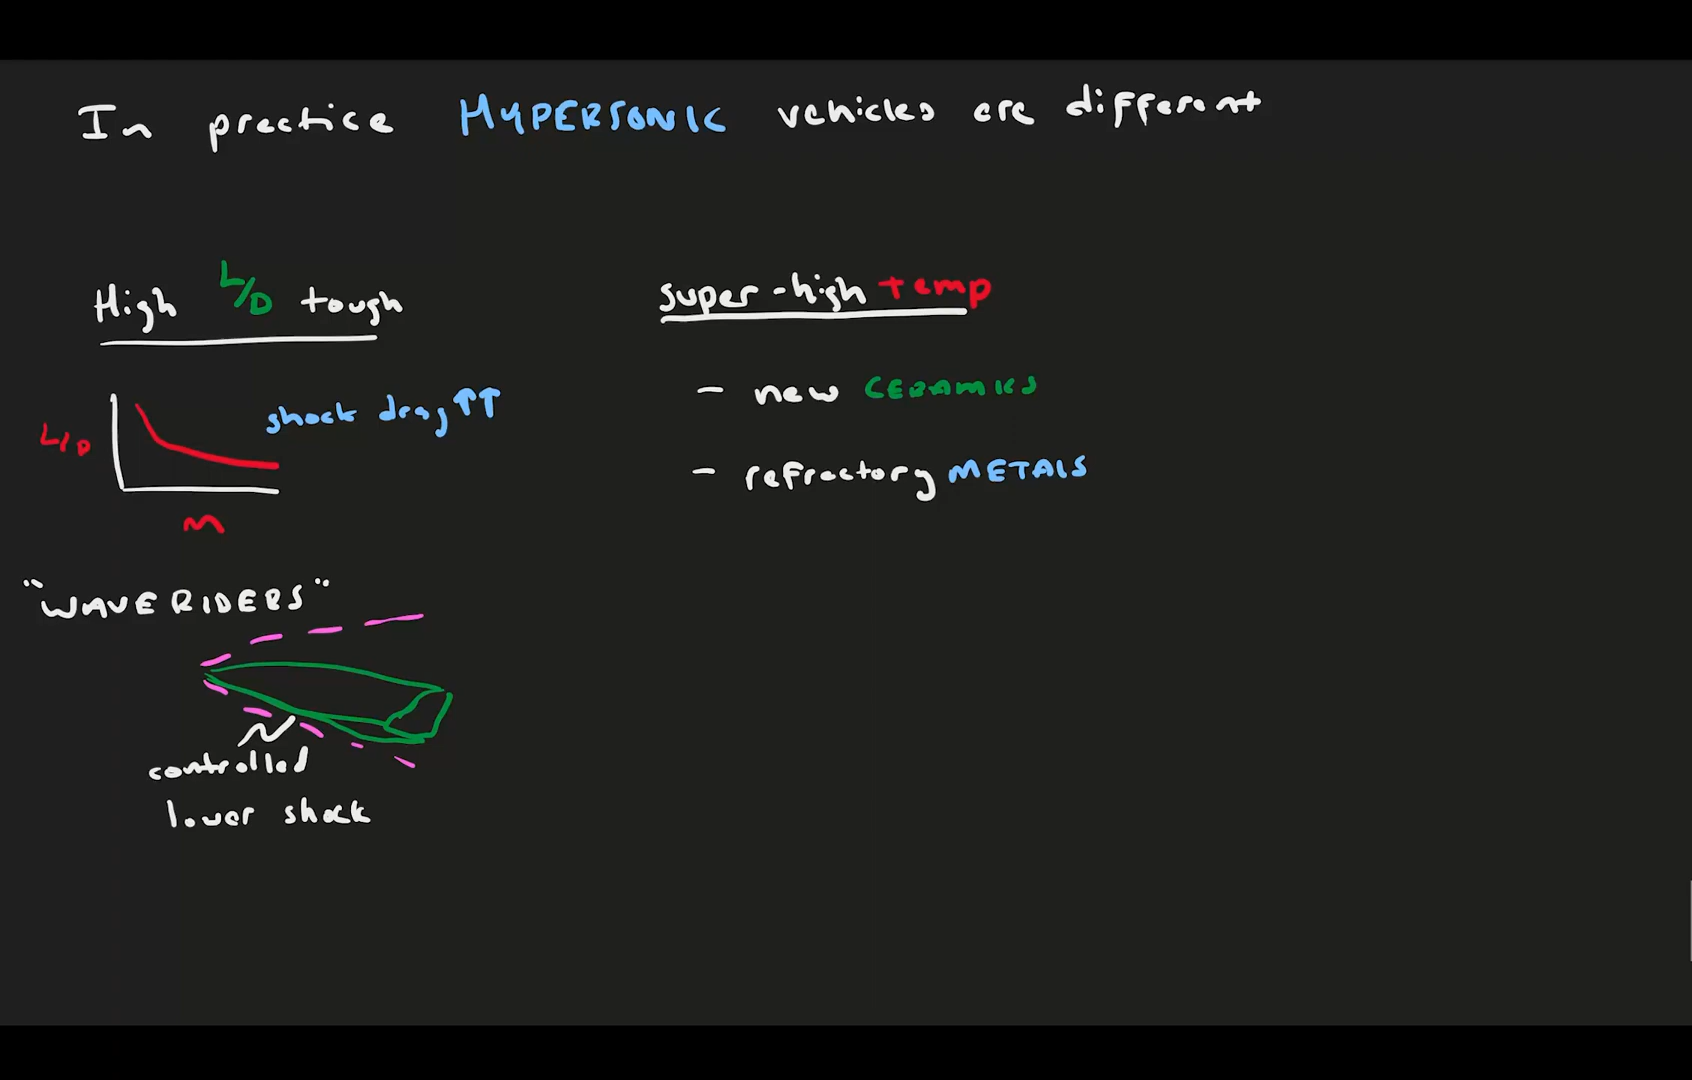 In practice HYPERSONIC vehicles are different
High L/D tough
L/D
shock drag ↑↑
M
"WAVERIDERS"
controlled
lower shock
super-high temp
- new CERAMICS
- refractory METALS